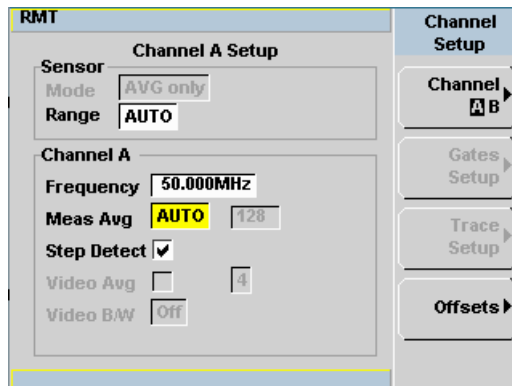 RMT
Channel A Setup
Sensor
Mode AVG only
Range AUTO
Channel A
Frequency 50.000MHz
Meas Avg AUTO 128
Step Detect
Video Avg 4
Video B/W Off
Channel Setup
Channel
A B
Gates
Setup
Trace
Setup
Offsets